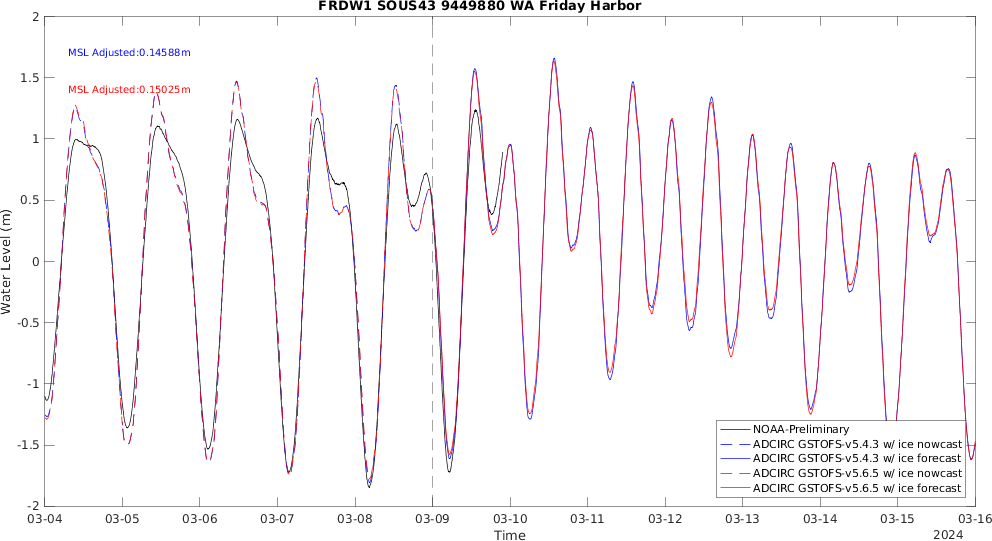 FRDW1 SOUS43 9449880 WA Friday Harbor
MSL Adjusted:0.14588m
MSL Adjusted:0.15025m
Water Level (m)
2
1.5
1
0.5
0
-0.5
-1
-1.5
-2
NOAA-Preliminary
ADCIRC GSTOFS-v5.4.3 w/ ice nowcast
ADCIRC GSTOFS-v5.4.3 w/ ice forecast
ADCIRC GSTOFS-v5.6.5 w/ ice nowcast
ADCIRC GSTOFS-v5.6.5 w/ ice forecast
03-04 03-05 03-06 03-07 03-08 03-09 03-10 03-11 03-12 03-13 03-14 03-15 03-16
Time
2024